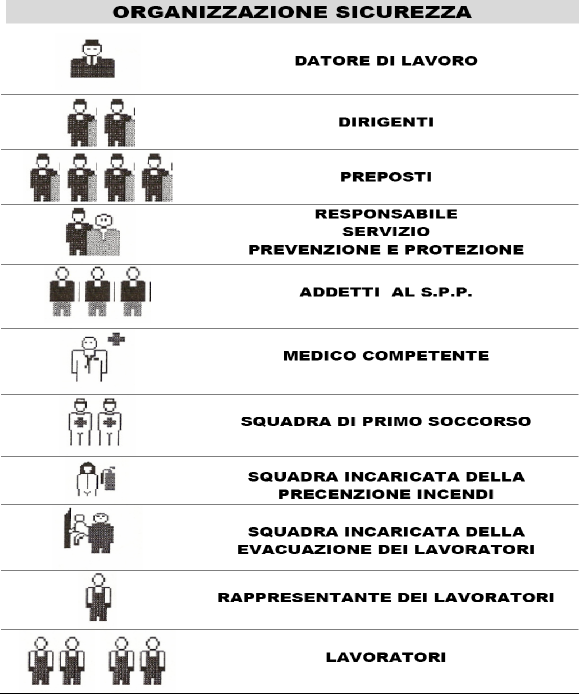 ORGANIZZAZIONE SICUREZZA
DATORE DI LAVORO
DIRIGENTI
PREPOSTI
RESPONSABILE
SERVIZIO
PREVENZIONE E PROTEZIONE
ADDETTI AL S.P.P.
MEDICO COMPETENTE
SQUADRA DI PRIMO SOCCORSO
SQUADRA INCARICATA DELLA
PRECENZIONE INCENDI
SQUADRA INCARICATA DELLA
EVACUAZIONE DEI LAVORATORI
RAPPRESENTANTE DEI LAVORATORI
LAVORATORI